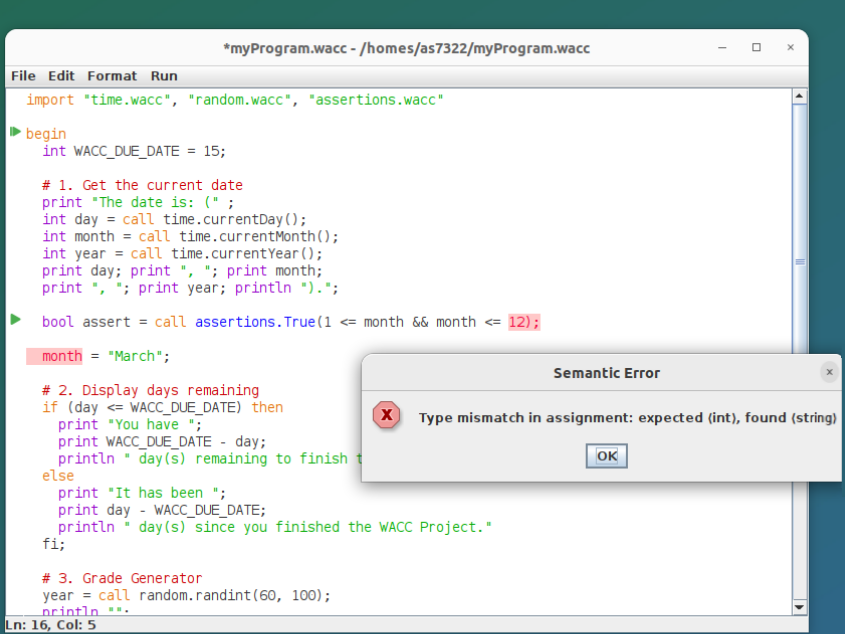 *myProgram.wacc - /homes/as7322/myProgram.wacc
File Edit Format Run
import "time.wacc", "random.wacc", "assertions.wacc"
begin
int WACC_DUE_DATE = 15;
# 1. Get the current date
print "The date is: (" ;
int day = call time.currentDay();
int month = call time.currentMonth();
int year = call time.currentYear();
print day; print ", "; print month;
print ", "; print year; println ").";
bool assert = call assertions.True(1 <= month && month <= 12);
month = "March";
# 2. Display days remaining
if (day <= WACC_DUE_DATE) then
print "You have ";
print WACC_DUE_DATE - day;
println " day(s) remaining to finish
else
print "It has been ";
print day - WACC_DUE_DATE;
println " day(s) since you finished the WACC Project."
fi;
# 3. Grade Generator
year = call random.randint(60, 100);
println "";
Ln: 16, Col: 5
Semantic Error
Type mismatch in assignment: expected (int), found (string)
OK